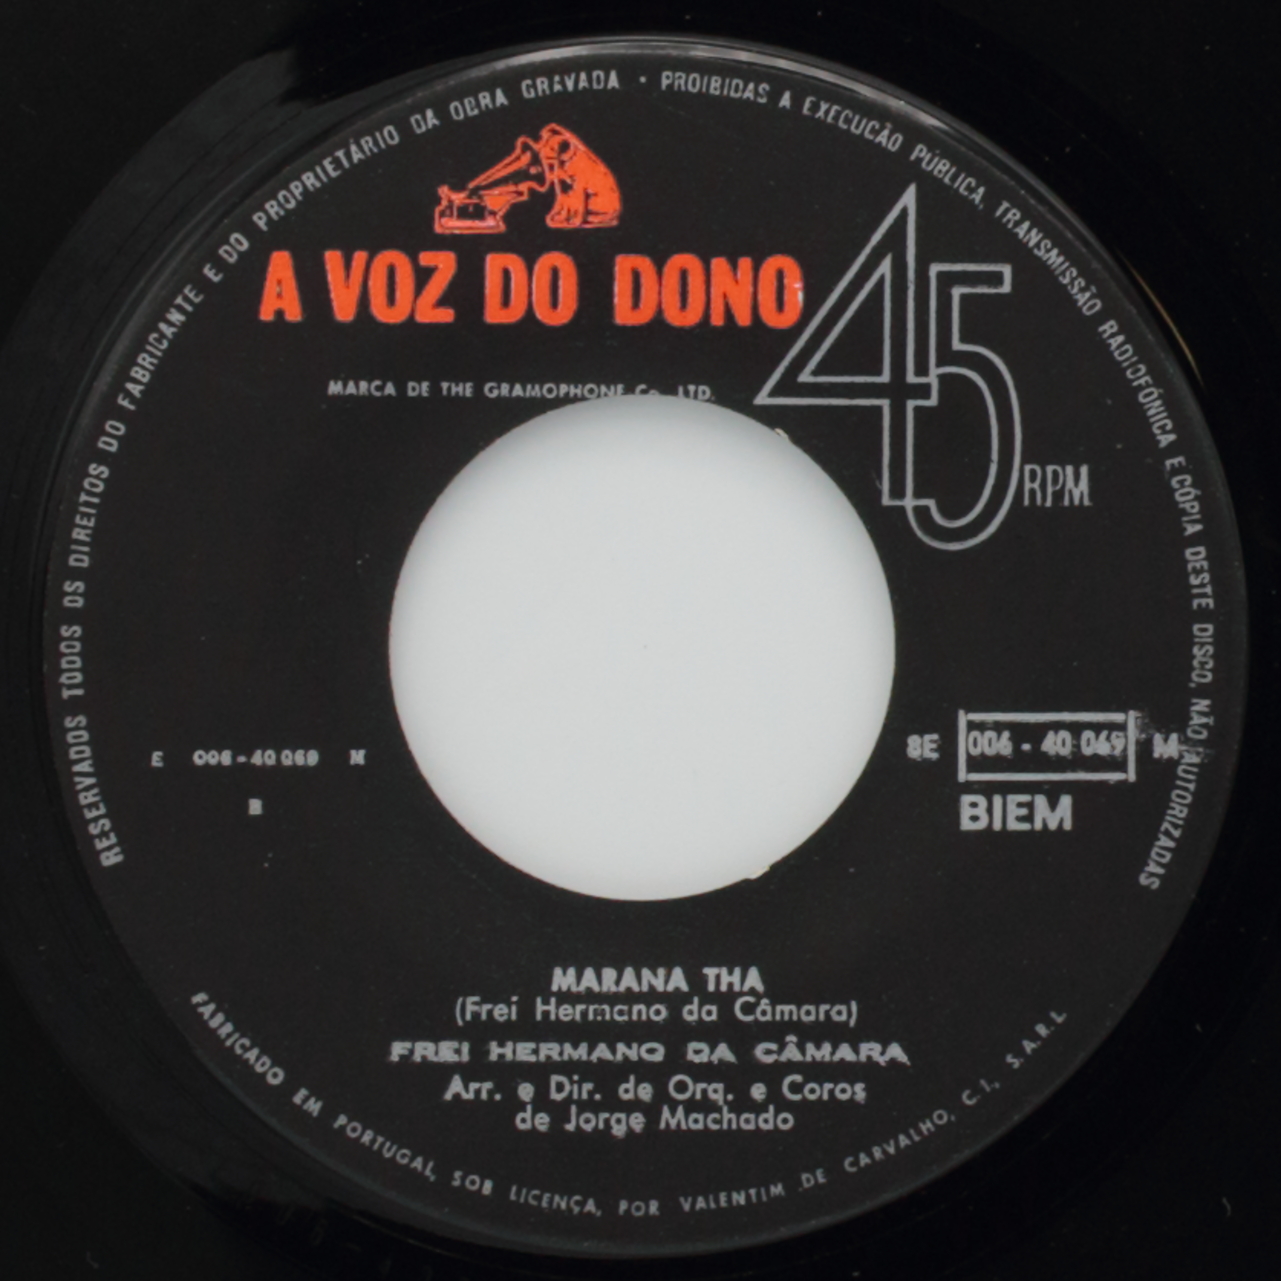 RESERVADOS TODOS OS DIREITOS DO FABRICANTE E DO PROPRIETÁRIO DA OBRA GRAVADA · PROIBIDAS A EXECUCÃO PÚBLICA, TRANSMISSÃO RADIOFÓNICA E CÓPIA DESTE DISCO, NÃO AUTORIZADAS
A VOZ DO DONO
MARCA DE THE GRAMOPHONE Co. LTD.
45 RPM
E 006-40 069 M
B
8E 006 - 40 069 M
BIEM
MARANA THA
(Frei Hermano da Câmara)
FREI HERMANO DA CÂMARA
Arr. e Dir. de Orq. e Coros
de Jorge Machado
FABRICADO EM PORTUGAL, SOB LICENÇA, POR VALENTIM DE CARVALHO, C. I., S. A. R. L.